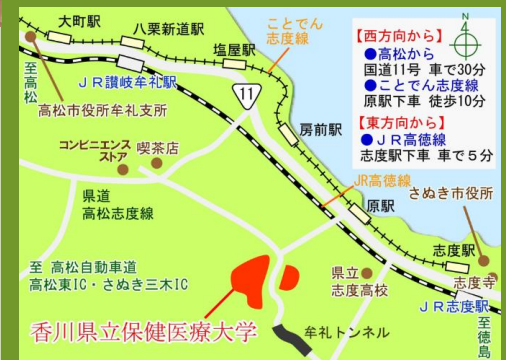 大町駅
八栗新道駅
塩屋駅
ことでん
志度線
N
4
【西方向から】
●高松から
国道11号 車で30分
●ことでん志度線
原駅下車 徒歩10分
【東方向から】
●JR高徳線
志度駅下車 車で5分
至高松
JR讃岐牟礼駅
高松市役所牟礼支所
11
房前駅
コンビニエンス
ストア
喫茶店
県道
高松志度線
JR高徳線
原駅
さぬき市役所
志度駅
志度寺
至 高松自動車道
高松東IC・さぬき三木IC
県立
志度高校
JR志度駅
至徳島
香川県立保健医療大学
牟礼トンネル